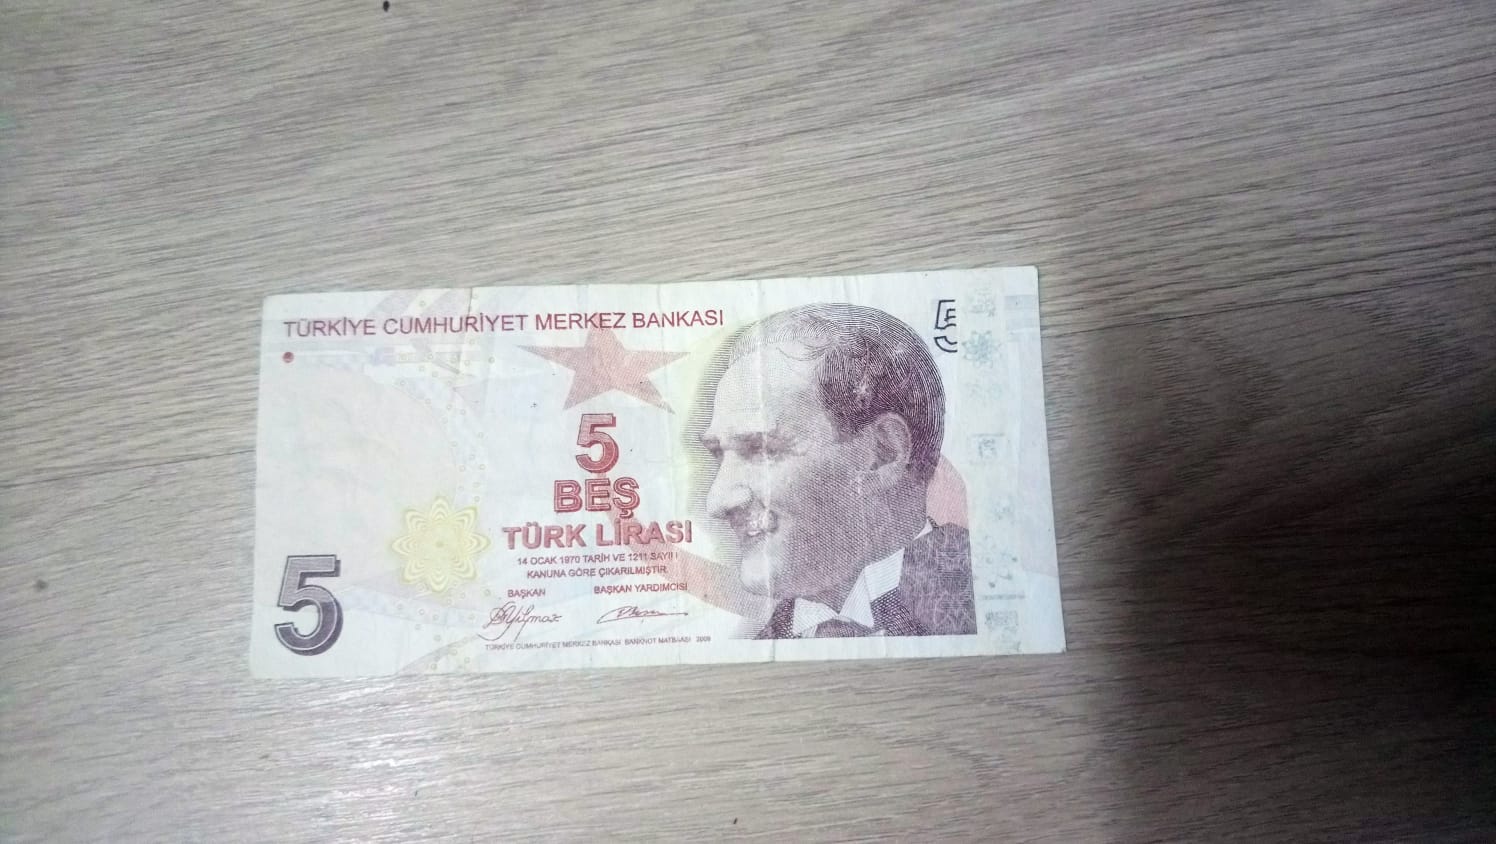 TÜRKİYE CUMHURİYET MERKEZ BANKASI
5
BEŞ
TÜRK LİRASI
14 OCAK 1970 TARİH VE 1211 SAYILI
KANUNA GÖRE ÇIKARILMIŞTIR.
BAŞKAN BAŞKAN YARDIMCISI
5
TÜRKİYE CUMHURİYET MERKEZ BANKASI BANKNOT MATBAASI 2009